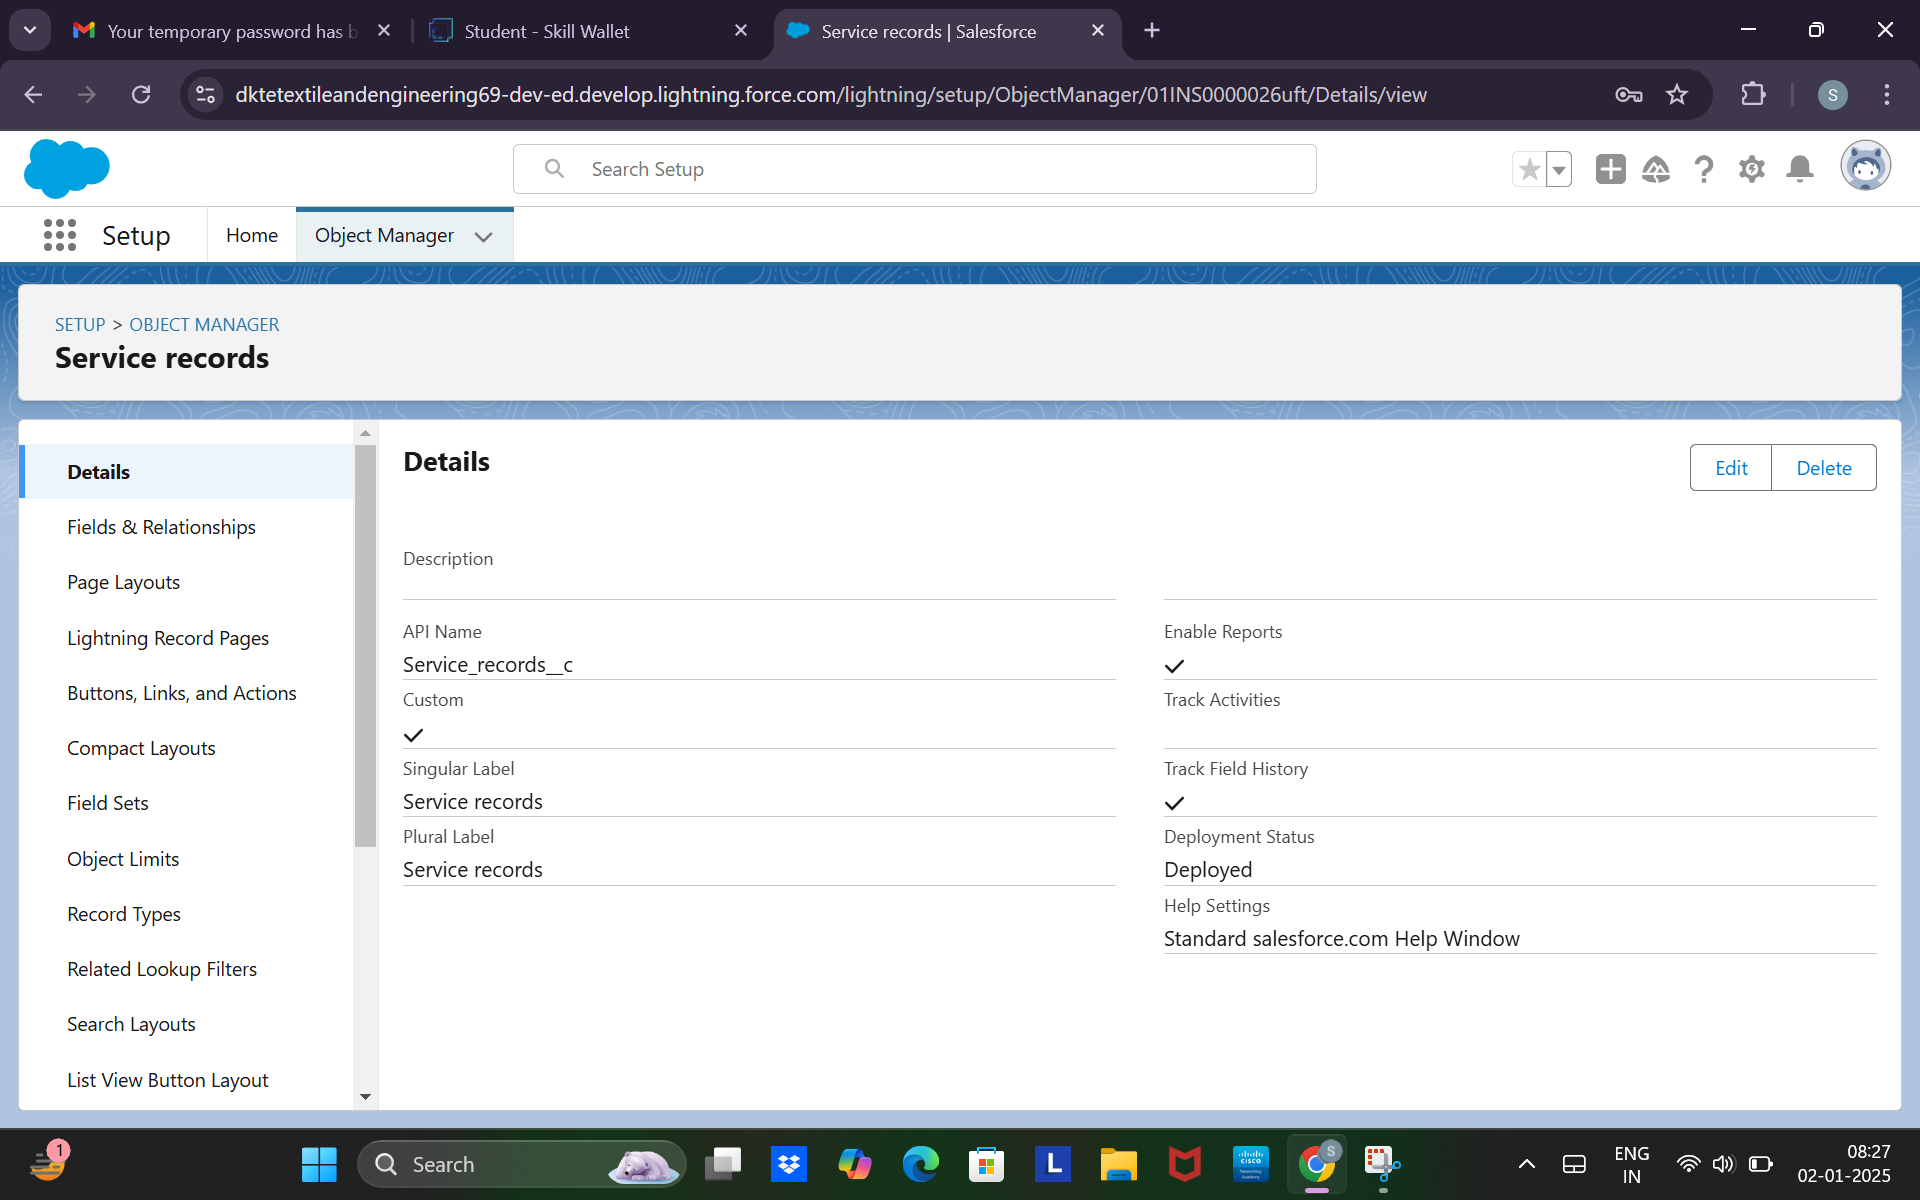 Your temporary password has b
Student - Skill Wallet
Service records | Salesforce
dktetextileandengineering69-dev-ed.develop.lightning.force.com/lightning/setup/ObjectManager/01INS0000026uft/Details/view
S
Search Setup
Setup
Home
Object Manager
SETUP > OBJECT MANAGER
Service records
Details
Fields & Relationships
Page Layouts
Lightning Record Pages
Buttons, Links, and Actions
Compact Layouts
Field Sets
Object Limits
Record Types
Related Lookup Filters
Search Layouts
List View Button Layout
Details
Edit
Delete
Description
API Name
Service_records__c
Custom
Singular Label
Service records
Plural Label
Service records
Enable Reports
Track Activities
Track Field History
Deployment Status
Deployed
Help Settings
Standard salesforce.com Help Window
1
Search
L
CISCO
S
ENG
IN
08:27
02-01-2025